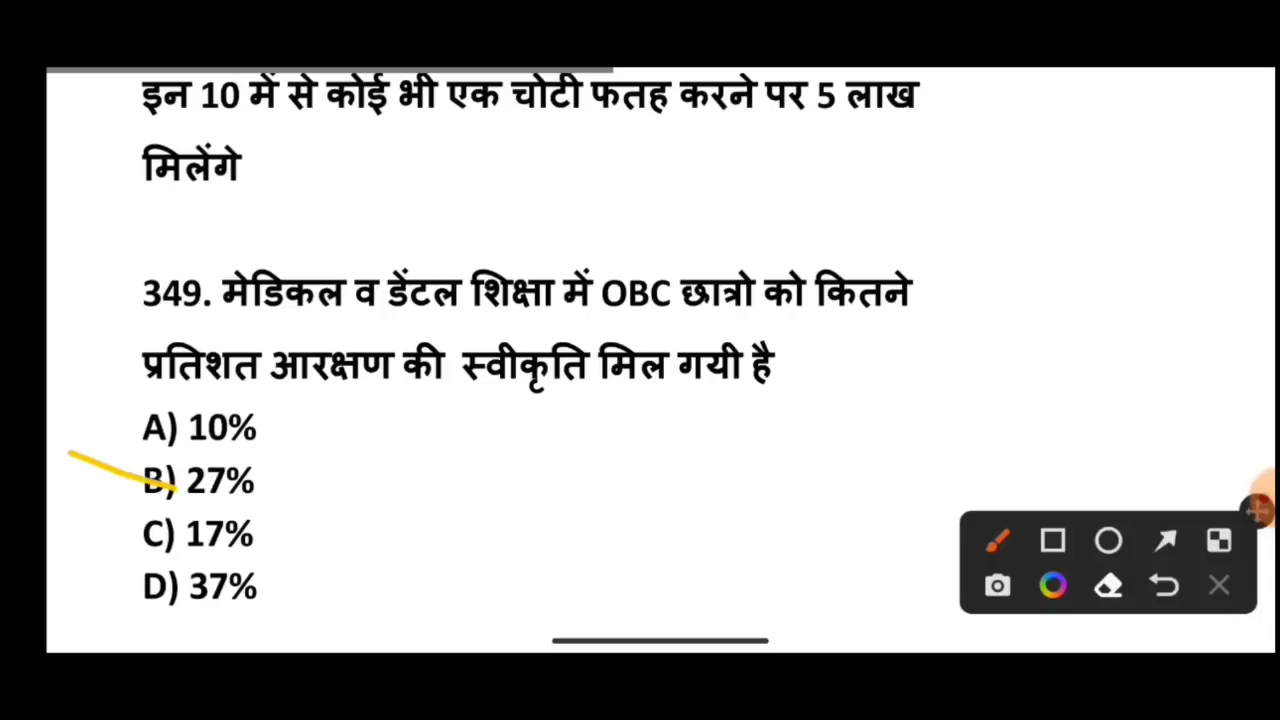 इन 10 में से कोई भी एक चोटी फतह करने पर 5 लाख
मिलेंगे
349. मेडिकल व डेंटल शिक्षा में OBC छात्रो को कितने
प्रतिशत आरक्षण की स्वीकृति मिल गयी है
A) 10%
B) 27%
C) 17%
D) 37%